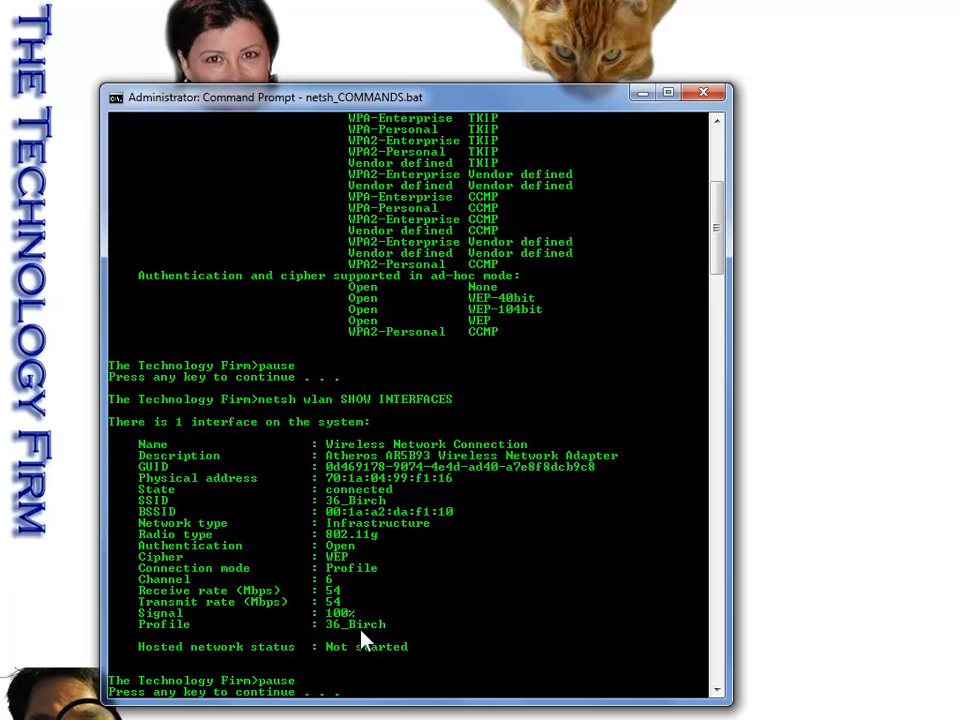 THE TECHNOLOGY FIRM
Administrator: Command Prompt - netsh_COMMANDS.bat
WPA-Enterprise TKIP
WPA-Personal TKIP
WPA2-Enterprise TKIP
WPA2-Personal TKIP
Vendor defined TKIP
WPA2-Enterprise Vendor defined
Vendor defined Vendor defined
WPA-Enterprise CCMP
WPA-Personal CCMP
WPA2-Enterprise CCMP
Vendor defined CCMP
WPA2-Enterprise Vendor defined
Vendor defined Vendor defined
WPA2-Personal CCMP
Authentication and cipher supported in ad-hoc mode:
Open None
Open WEP-40bit
Open WEP-104bit
Open WEP
WPA2-Personal CCMP
The Technology Firm>pause
Press any key to continue . . .
The Technology Firm>netsh wlan SHOW INTERFACES
There is 1 interface on the system:
Name : Wireless Network Connection
Description : Atheros AR5B93 Wireless Network Adapter
GUID : 0d469178-9074-4e4d-ad40-a7e8f8dcb9c8
Physical address : 70:1a:04:99:f1:16
State : connected
SSID : 36_Birch
BSSID : 00:1a:a2:da:f1:10
Network type : Infrastructure
Radio type : 802.11g
Authentication : Open
Cipher : WEP
Connection mode : Profile
Channel : 6
Receive rate (Mbps) : 54
Transmit rate (Mbps) : 54
Signal : 100%
Profile : 36_Birch
Hosted network status : Not started
The Technology Firm>pause
Press any key to continue . . .